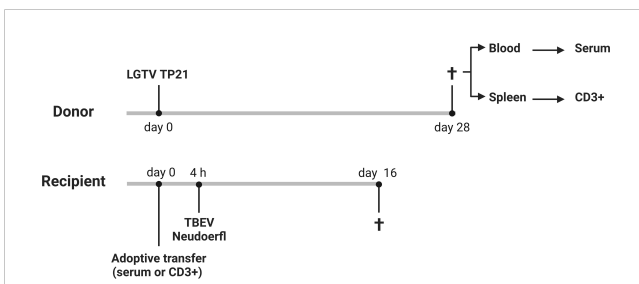 Blood
Serum
LGTV TP21
†
Spleen
CD3+
Donor
day 0
day 28
day 0
4 h
day 16
Recipient
TBEV
Neudoerfl
†
Adoptive transfer
(serum or CD3+)